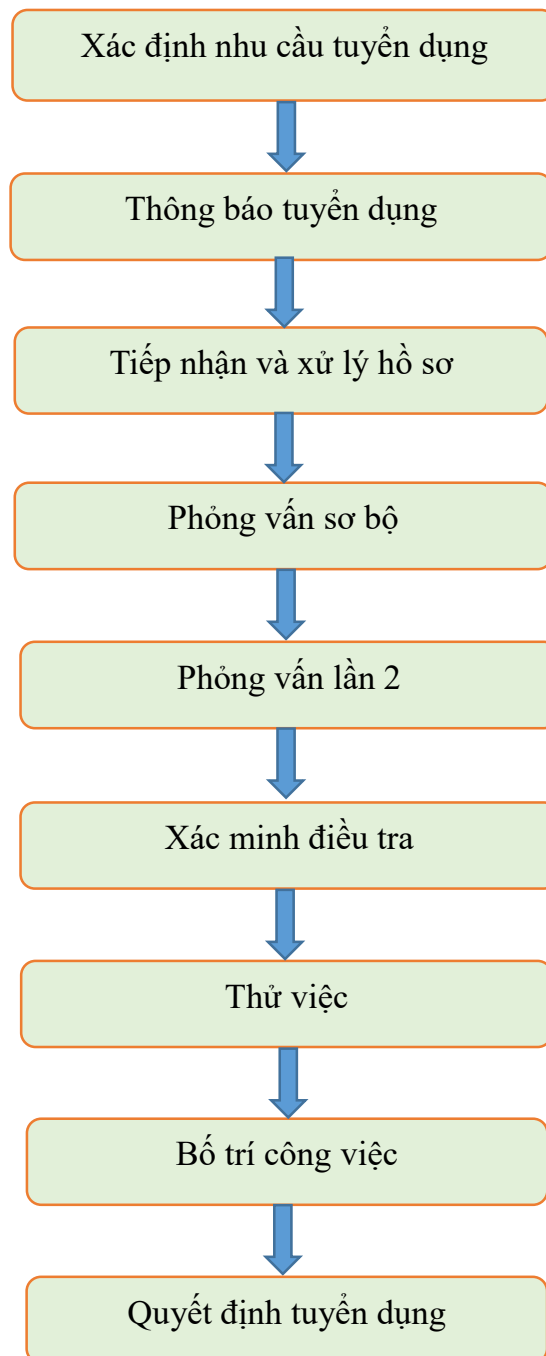 Xác định nhu cầu tuyển dụng
Thông báo tuyển dụng
Tiếp nhận và xử lý hồ sơ
Phỏng vấn sơ bộ
Phỏng vấn lần 2
Xác minh điều tra
Thử việc
Bố trí công việc
Quyết định tuyển dụng